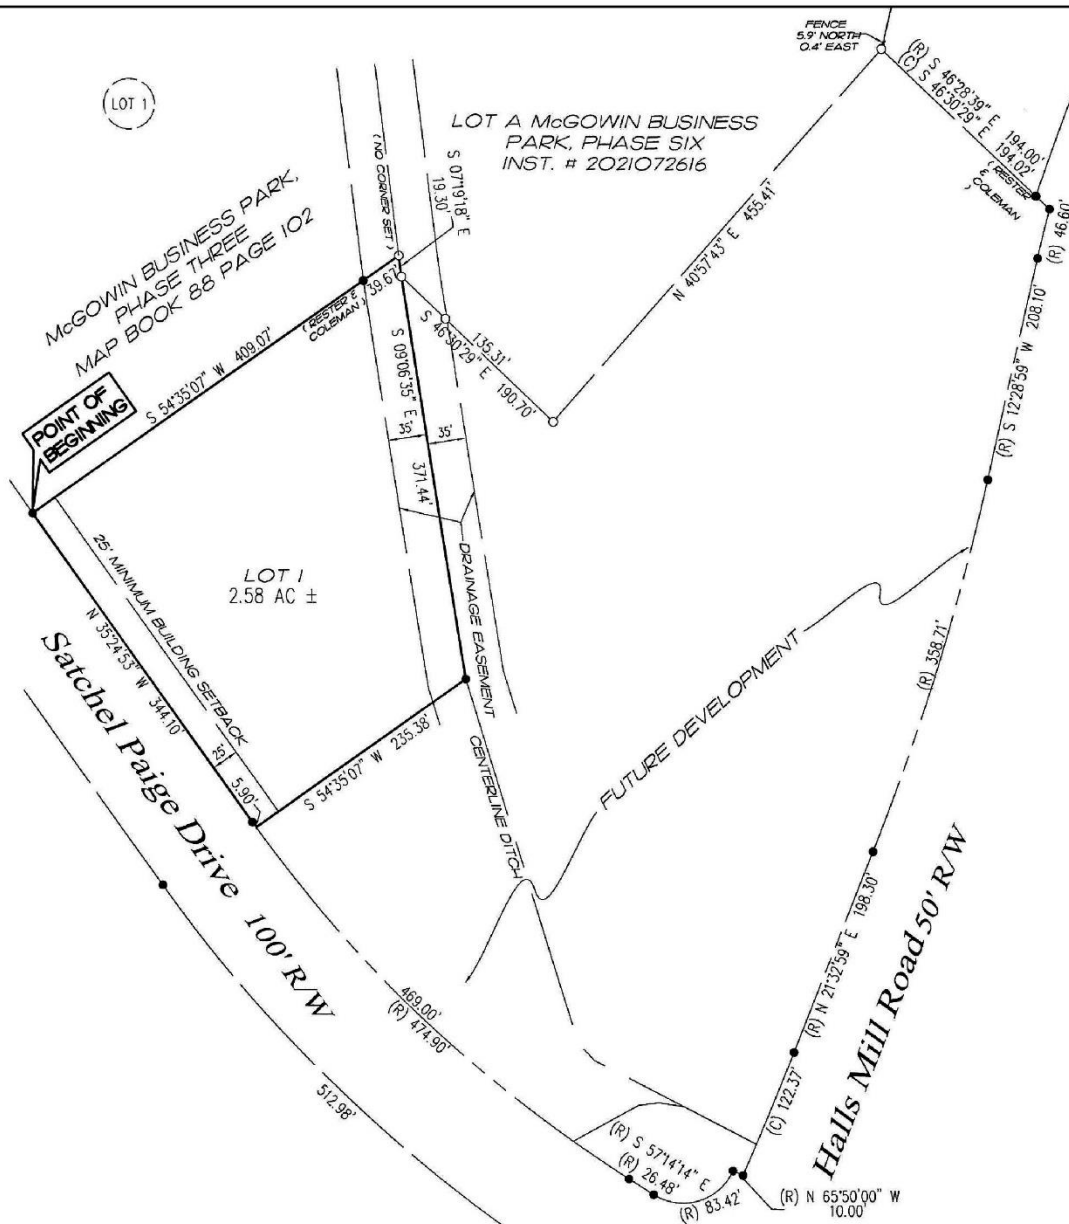 FENCE
5.9' NORTH
0.4' EAST
(R) S 46°28'39" E 194.00'
(C) S 46°30'29" E 194.02'
( RESTER
&
COLEMAN )
LOT 1
LOT A McGOWIN BUSINESS
PARK, PHASE SIX
INST. # 2021072616
( NO CORNER SET )
S 07°19'18" E
19.30'
McGOWIN BUSINESS PARK,
PHASE THREE
MAP BOOK 88 PAGE 102
(R) 46.60'
N 40°57'43" E 455.41'
39.67'
( RESTER &
COLEMAN )
S 54°35'07" W 409.07'
135.31'
S 46°30'29" E 190.70'
(R) S 12°28'59" W 208.10'
POINT OF
BEGINNING
S 09°06'35" E
371.44'
35'
35'
25' MINIMUM BUILDING SETBACK
LOT 1
2.58 AC ±
DRAINAGE EASEMENT
N 35°24'53" W 344.10'
25'
5.90'
S 54°35'07" W 235.38'
CENTERLINE DITCH
FUTURE DEVELOPMENT
(R) 358.71'
Satchel Paige Drive 100' R/W
(R) N 21°32'59" E 198.30'
Halls Mill Road 50' R/W
469.00'
(R) 474.90'
512.98'
(C) 122.37'
(R) S 57°14'14" E
(R) 26.48'
(R) 83.42'
(R) N 65°50'00" W
10.00'